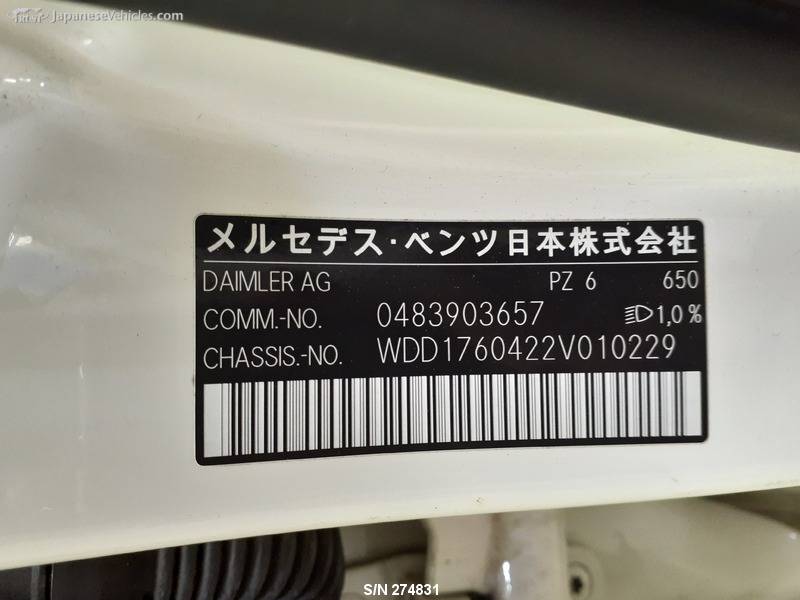 JapaneseVehicles.com
メルセデス・ベンツ日本株式会社
DAIMLER AG PZ 6 650
COMM.-NO. 0483903657 1,0 %
CHASSIS.-NO. WDD1760422V010229
S/N 274831